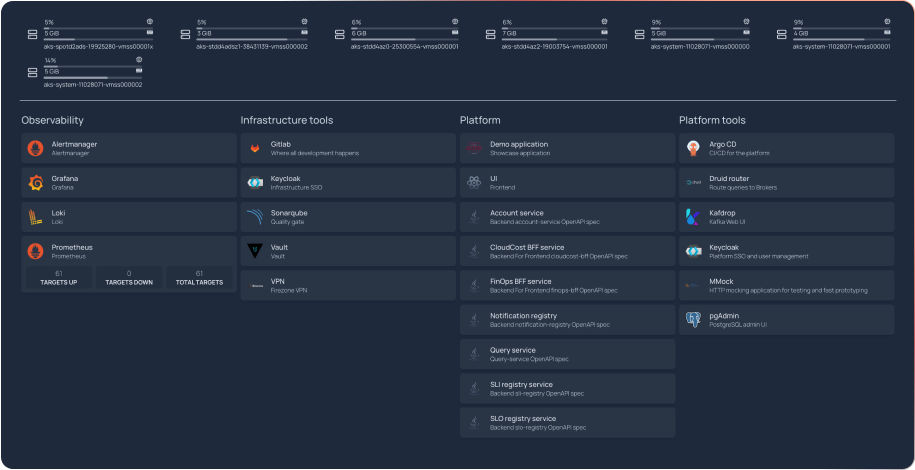 5%
5 GiB
aks-spotd2ads-19925280-vmss00001x
5%
3 GiB
aks-stdd4adsz1-38431139-vmss000002
6%
6 GiB
aks-stdd4az0-25300554-vmss000001
6%
7 GiB
aks-stdd4az2-19003754-vmss000001
9%
5 GiB
aks-system-11028071-vmss000000
9%
4 GiB
aks-system-11028071-vmss000001
14%
5 GiB
aks-system-11028071-vmss000002
Observability
Alertmanager
Alertmanager
Grafana
Grafana
Loki
Loki
Prometheus
Prometheus
61
TARGETS UP
0
TARGETS DOWN
61
TOTAL TARGETS
Infrastructure tools
Gitlab
Where all development happens
Keycloak
Infrastructure SSO
Sonarqube
Quality gate
Vault
Vault
VPN
Firezone VPN
Platform
Demo application
Showcase application
UI
Frontend
Account service
Backend account-service OpenAPI spec
CloudCost BFF service
Backend For Frontend cloudcost-bff OpenAPI spec
FinOps BFF service
Backend For Frontend finops-bff OpenAPI spec
Notification registry
Backend notification-registry OpenAPI spec
Query service
Query-service OpenAPI spec
SLI registry service
Backend sli-registry OpenAPI spec
SLO registry service
Backend slo-registry OpenAPI spec
Platform tools
Argo CD
CI/CD for the platform
Druid router
Route queries to Brokers
Kafdrop
Kafka Web UI
Keycloak
Platform SSO and user management
MMock
HTTP mocking application for testing and fast prototyping
pgAdmin
PostgreSQL admin UI